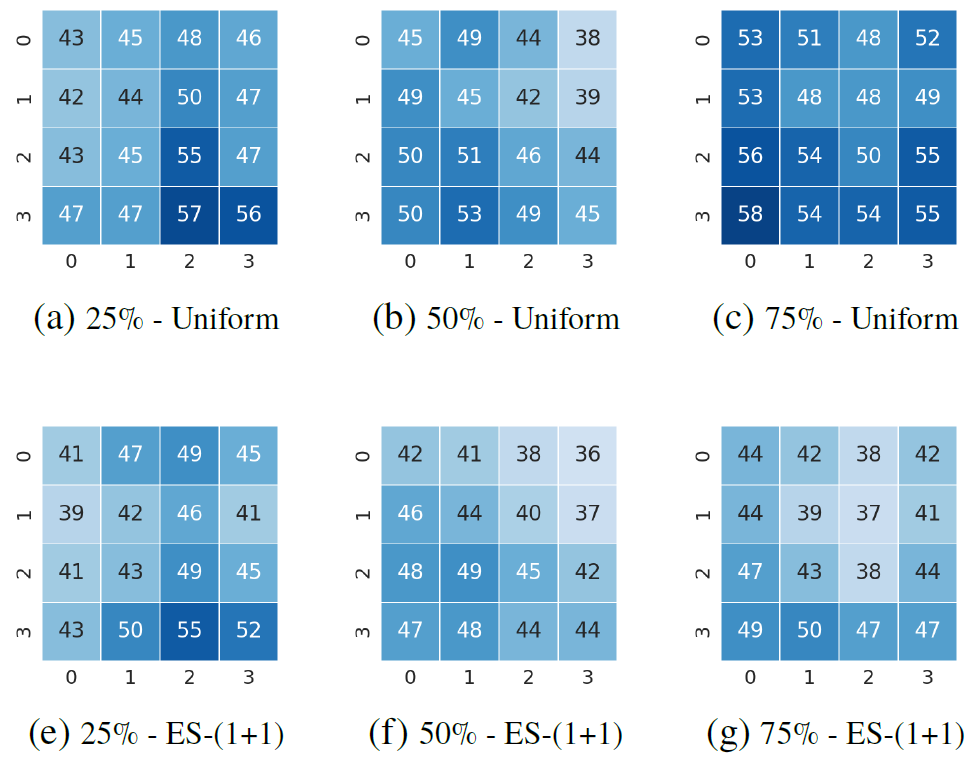 0 43 45 48 46 0 45 49 44 38 0 53 51 48 52
1 42 44 50 47 1 49 45 42 39 1 53 48 48 49
2 43 45 55 47 2 50 51 46 44 2 56 54 50 55
3 47 47 57 56 3 50 53 49 45 3 58 54 54 55
0 1 2 3 0 1 2 3 0 1 2 3
(a) 25% - Uniform (b) 50% - Uniform (c) 75% - Uniform
0 41 47 49 45 0 42 41 38 36 0 44 42 38 42
1 39 42 46 41 1 46 44 40 37 1 44 39 37 41
2 41 43 49 45 2 48 49 45 42 2 47 43 38 44
3 43 50 55 52 3 47 48 44 44 3 49 50 47 47
0 1 2 3 0 1 2 3 0 1 2 3
(e) 25% - ES-(1+1) (f) 50% - ES-(1+1) (g) 75% - ES-(1+1)